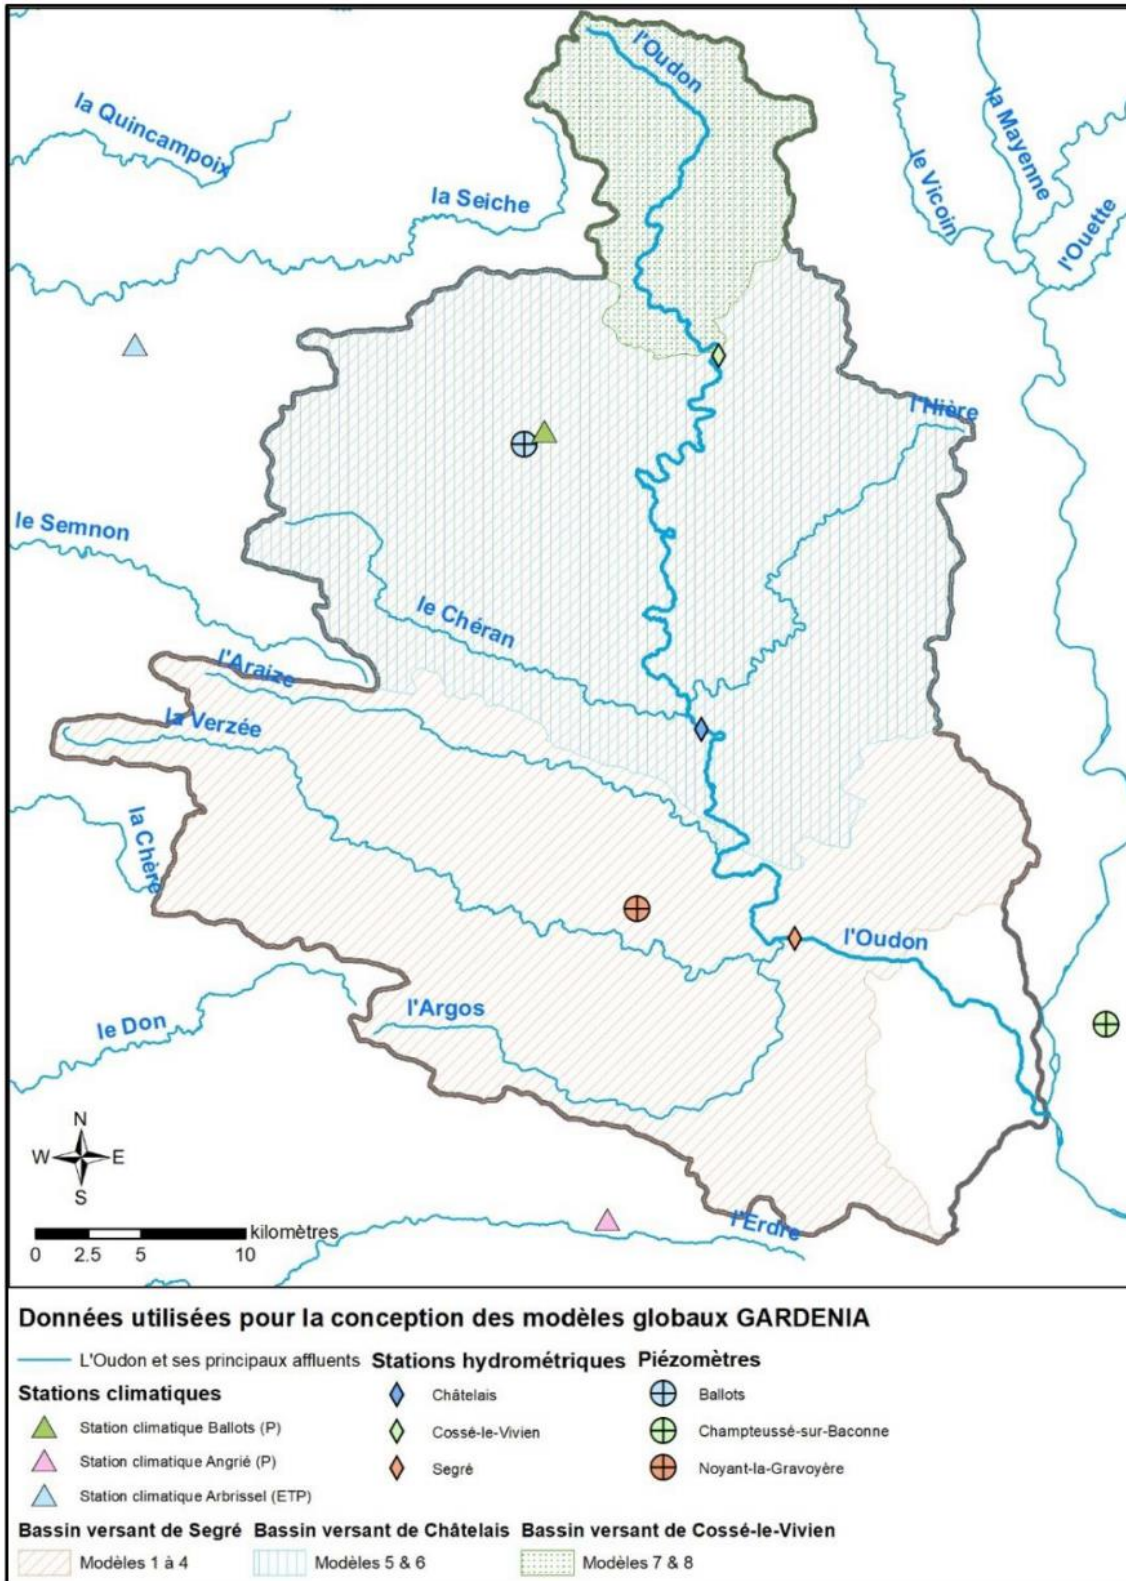 l'Oudon
la Quincampoix
la Mayenne
le Vicoin
la Seiche
l'Ouette
l'Hière
le Semnon
le Chéran
l'Araize
la Verzée
la Chère
l'Oudon
l'Argos
le Don
N
W E
S
l'Erdre
kilomètres
0 2.5 5 10
Données utilisées pour la conception des modèles globaux GARDENIA
L'Oudon et ses principaux affluents Stations hydrométriques Piézomètres
Stations climatiques Châtelais Ballots
Station climatique Ballots (P) Cossé-le-Vivien Champteussé-sur-Baconne
Station climatique Angrié (P) Segré Noyant-la-Gravoyère
Station climatique Arbrissel (ETP)
Bassin versant de Segré Bassin versant de Châtelais Bassin versant de Cossé-le-Vivien
Modèles 1 à 4 Modèles 5 & 6 Modèles 7 & 8